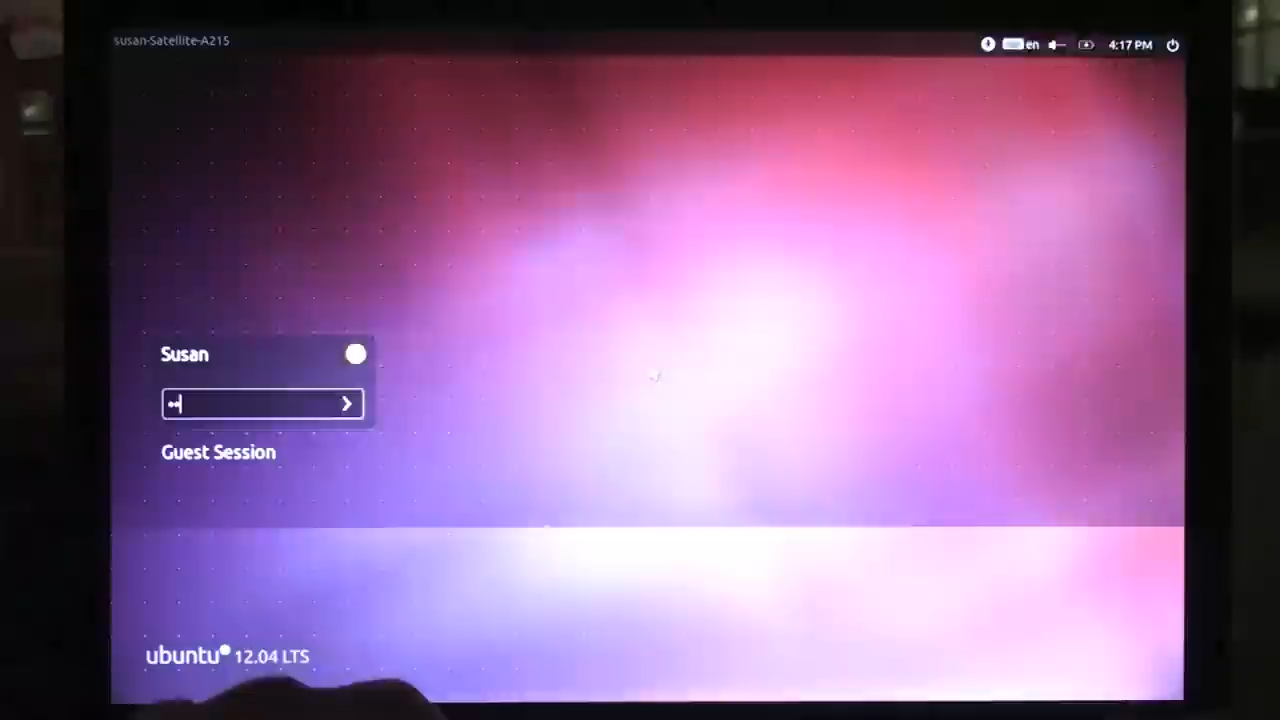 susan-Satellite-A215
en 4:17 PM
Susan
Guest Session
ubuntu 12.04 LTS